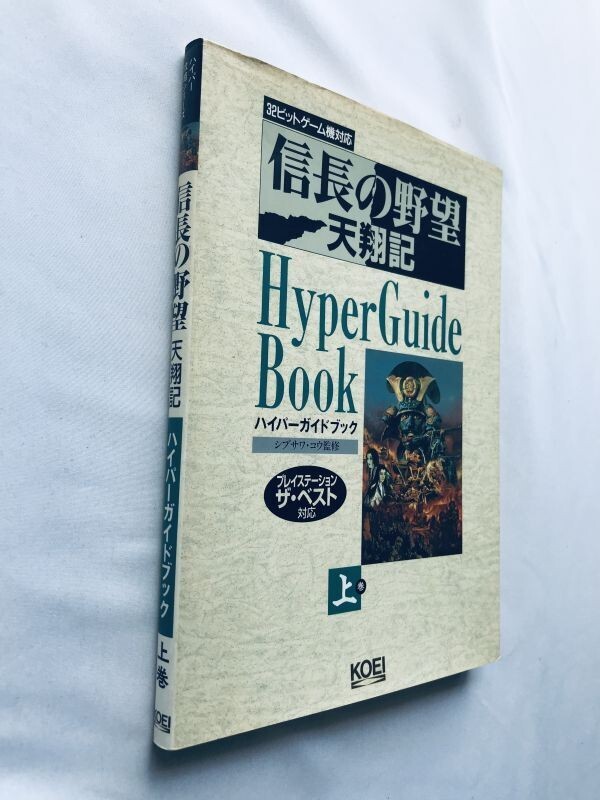 32ビットゲーム機対応
信長の野望
天翔記
HyperGuide
Book
ハイパーガイドブック
シブサワ・コウ監修
プレイステーション
ザ・ベスト
対応
上巻
KOEI
ハイパー
信長の野望 天翔記 ハイパーガイドブック 上巻
KOEI